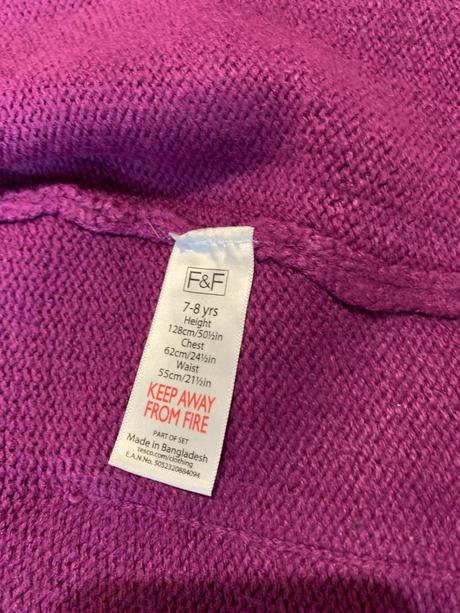 F&F
7-8 yrs
Height
128cm/50½in
Chest
62cm/24½in
Waist
55cm/21½in
KEEP AWAY
FROM FIRE
PART OF SET
Made in Bangladesh
tesco.com/clothing
E.A.N.No. 5052320884094